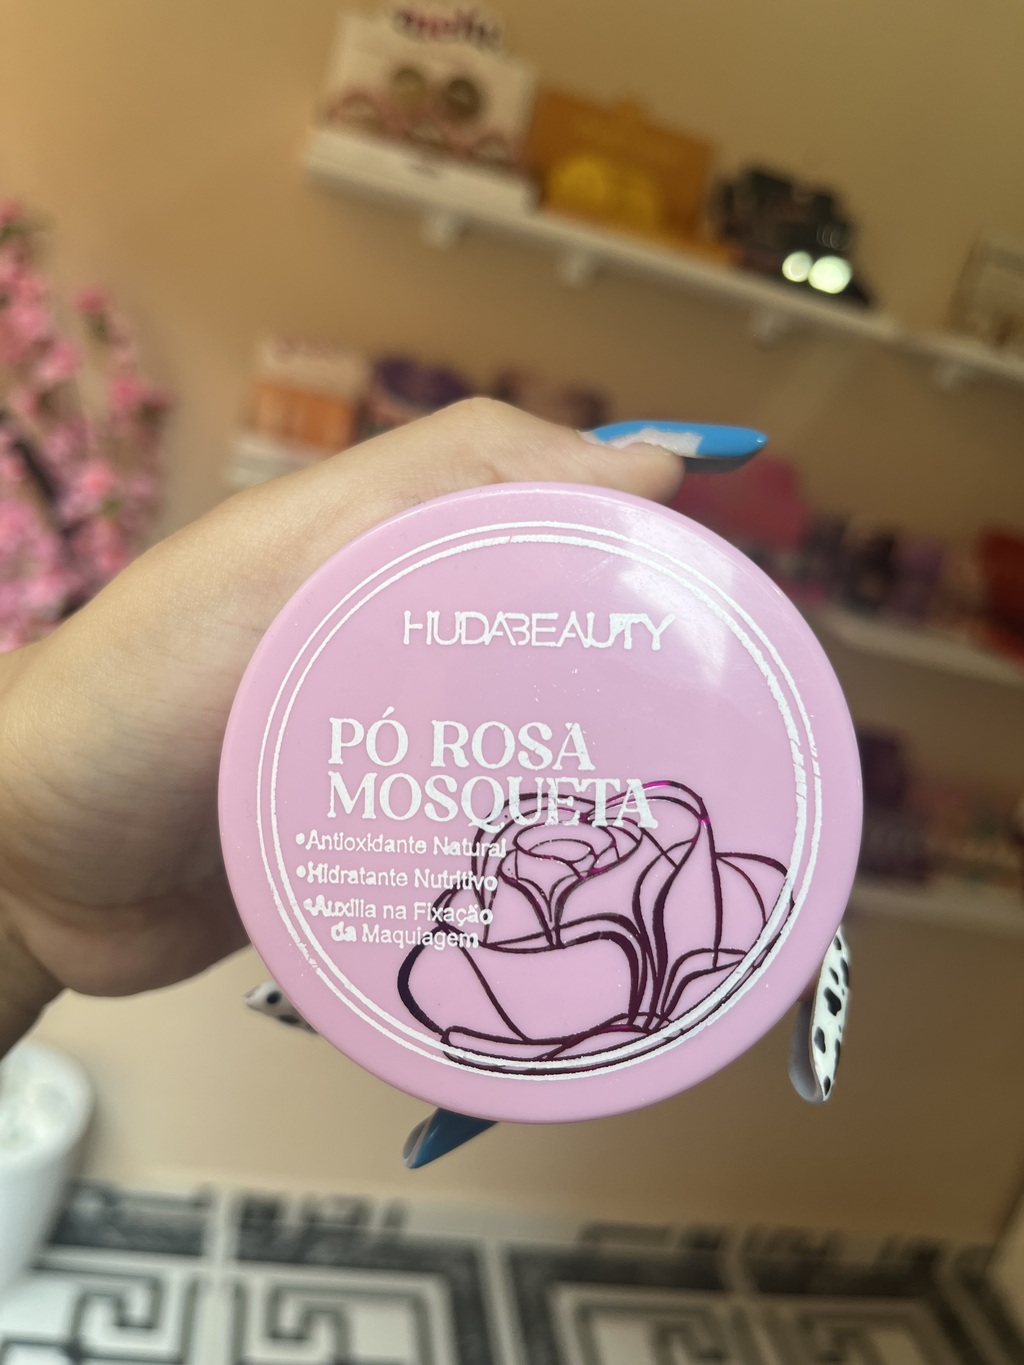 HUDABEAUTY
PÓ ROSA
MOSQUETA
•Antioxidante Natural
•Hidratante Nutritivo
•Auxilia na Fixação
da Maquiagem